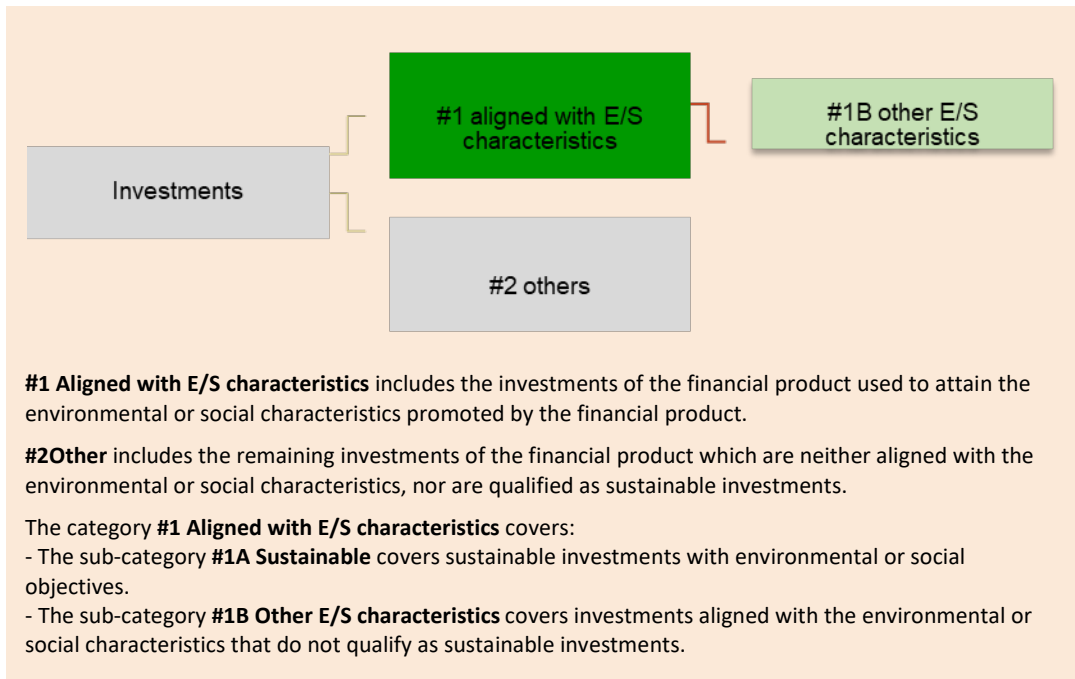 #1 aligned with E/S
characteristics
#1B other E/S
characteristics
Investments
#2 others
#1 Aligned with E/S characteristics includes the investments of the financial product used to attain the
environmental or social characteristics promoted by the financial product.
#2Other includes the remaining investments of the financial product which are neither aligned with the
environmental or social characteristics, nor are qualified as sustainable investments.
The category #1 Aligned with E/S characteristics covers:
- The sub-category #1A Sustainable covers sustainable investments with environmental or social
objectives.
- The sub-category #1B Other E/S characteristics covers investments aligned with the environmental or
social characteristics that do not qualify as sustainable investments.